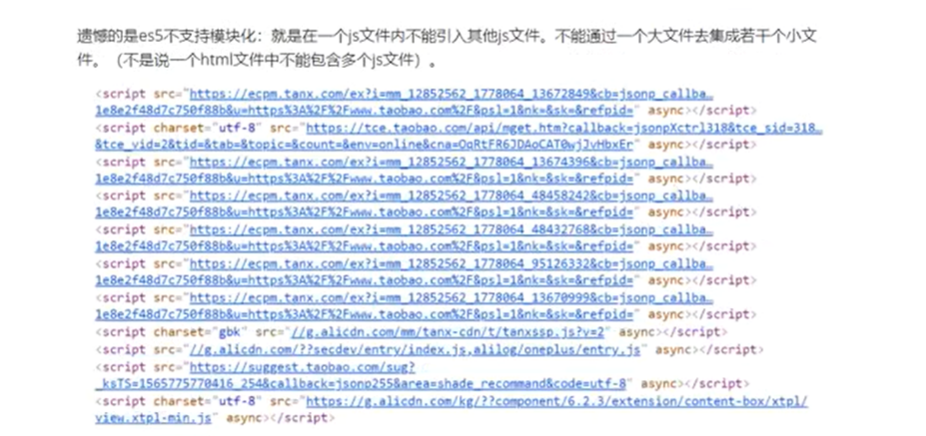 遗憾的是es5不支持模块化：就是在一个js文件内不能引入其他js文件。不能通过一个大文件去集成若干个小文
件。（不是说一个html文件中不能包含多个js文件）。
<script src="https://ecpm.tanx.com/ex?i=mm_12852562_1778064_13672849&cb=jsonp_callba…
1e8e2f48d7c750f88b&u=https%3A%2F%2Fwww.taobao.com%2F&psl=1&nk=&sk=&refpid=" async></script>
<script charset="utf-8" src="https://tce.taobao.com/api/mget.htm?callback=jsonpXctrl318&tce_sid=318…
&tce_vid=2&tid=&tab=&topic=&count=&env=online&cna=OqRtFR6JDAoCAT0wjJvHbxEr" async></script>
<script src="https://ecpm.tanx.com/ex?i=mm_12852562_1778064_13674396&cb=jsonp_callba…
1e8e2f48d7c750f88b&u=https%3A%2F%2Fwww.taobao.com%2F&psl=1&nk=&sk=&refpid=" async></script>
<script src="https://ecpm.tanx.com/ex?i=mm_12852562_1778064_48458242&cb=jsonp_callba…
1e8e2f48d7c750f88b&u=https%3A%2F%2Fwww.taobao.com%2F&psl=1&nk=&sk=&refpid=" async></script>
<script src="https://ecpm.tanx.com/ex?i=mm_12852562_1778064_48432768&cb=jsonp_callba…
1e8e2f48d7c750f88b&u=https%3A%2F%2Fwww.taobao.com%2F&psl=1&nk=&sk=&refpid=" async></script>
<script src="https://ecpm.tanx.com/ex?i=mm_12852562_1778064_95126332&cb=jsonp_callba…
1e8e2f48d7c750f88b&u=https%3A%2F%2Fwww.taobao.com%2F&psl=1&nk=&sk=&refpid=" async></script>
<script src="https://ecpm.tanx.com/ex?i=mm_12852562_1778064_13670999&cb=jsonp_callba…
1e8e2f48d7c750f88b&u=https%3A%2F%2Fwww.taobao.com%2F&psl=1&nk=&sk=&refpid=" async></script>
<script charset="gbk" src="//g.alicdn.com/mm/tanx-cdn/t/tanxssp.js?v=2" async></script>
<script src="//g.alicdn.com/??secdev/entry/index.js,alilog/oneplus/entry.js" async></script>
<script src="https://suggest.taobao.com/sug?
_ksTS=1565775770416_254&callback=jsonp255&area=shade_recommand&code=utf-8" async></script>
<script charset="utf-8" src="https://g.alicdn.com/kg/??component/6.2.3/extension/content-box/xtpl/
view.xtpl-min.js" async></script>